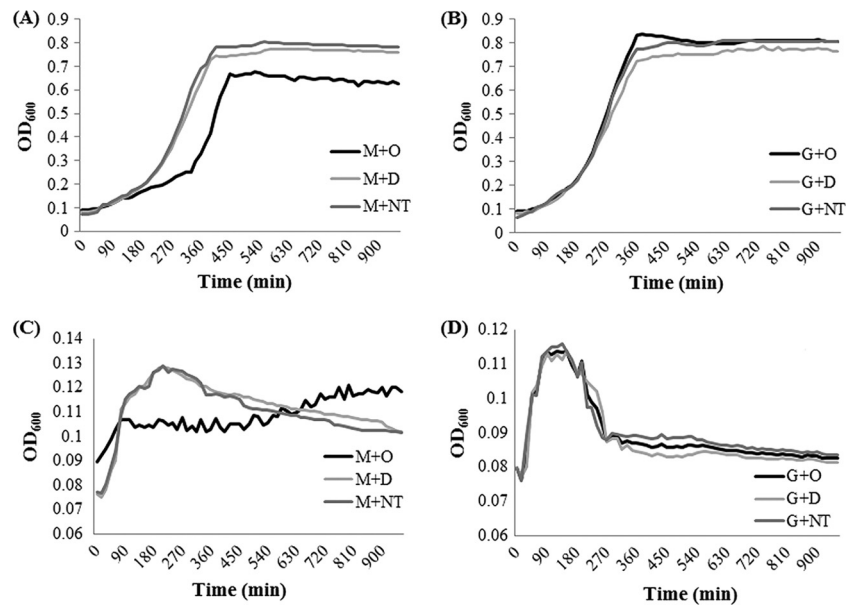 (A)
0.9
0.8
0.7
0.6
0.5
0.4
0.3
0.2
0.1
0
OD600
M+O
M+D
M+NT
0 90 180 270 360 450 540 630 720 810 900
Time (min)
(B)
0.9
0.8
0.7
0.6
0.5
0.4
0.3
0.2
0.1
0
OD600
G+O
G+D
G+NT
0 90 180 270 360 450 540 630 720 810 900
Time (min)
(C)
0.14
0.13
0.12
0.11
0.1
0.09
0.08
0.07
0.06
OD600
M+O
M+D
M+NT
0 90 180 270 360 450 540 630 720 810 900
Time (min)
(D)
0.12
0.11
0.10
0.09
0.08
0.07
0.06
OD600
G+O
G+D
G+NT
0 90 180 270 360 450 540 630 720 810 900
Time (min)